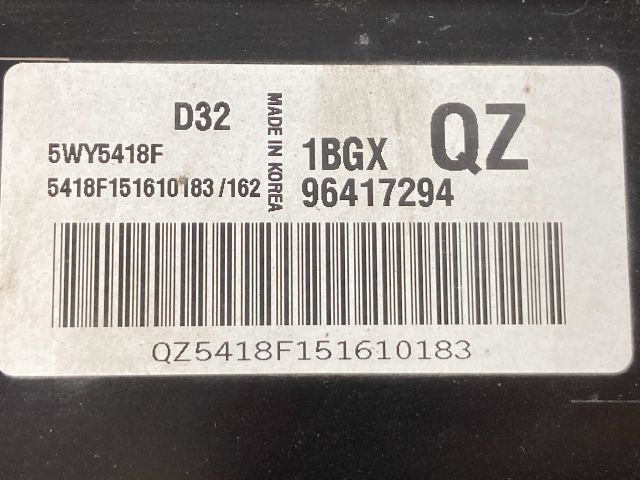 D32
5WY5418F
5418F151610183/162
MADE IN KOREA
1BGX
QZ
96417294
QZ5418F151610183